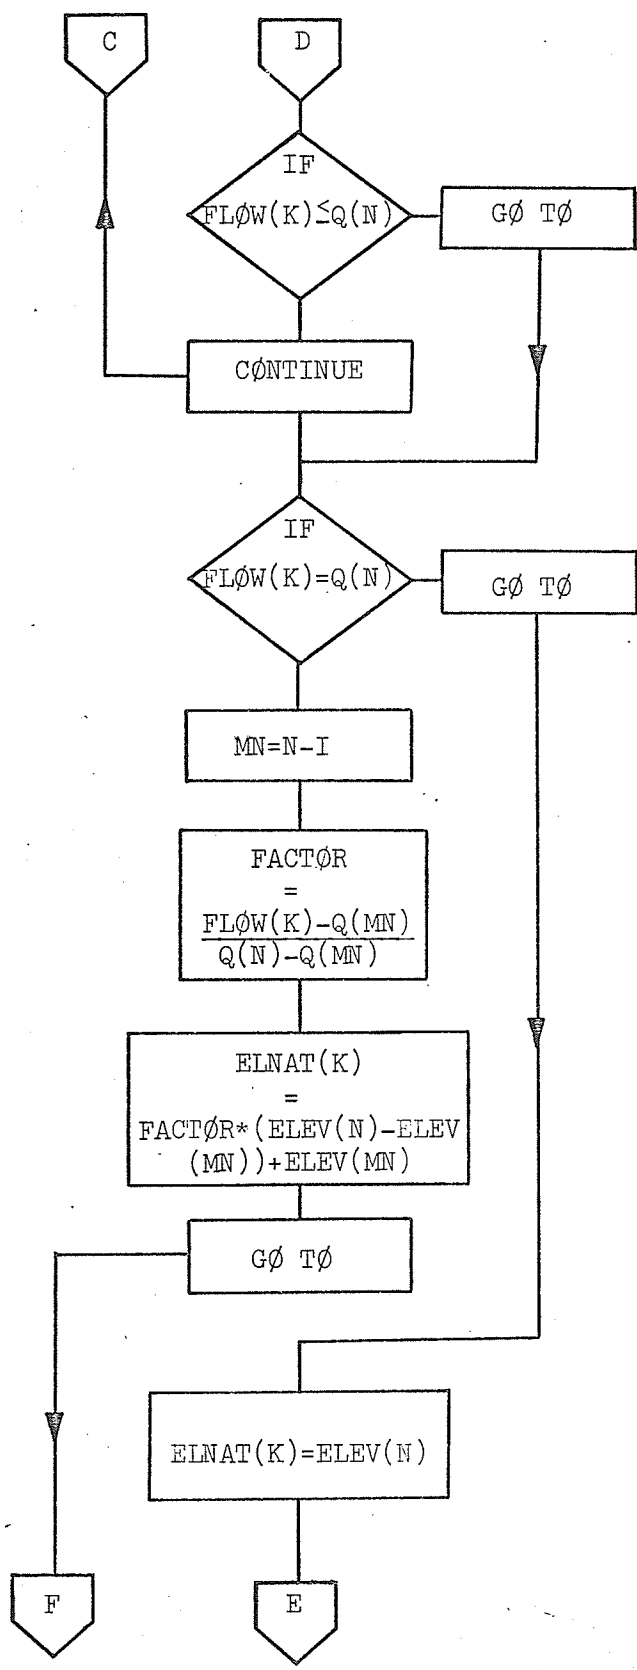 C
D
IF
FLØW(K)≤Q(N)
GØ TØ
CØNTINUE
IF
FLØW(K)=Q(N)
GØ TØ
MN=N-I
FACTØR
=
FLØW(K)-Q(MN)
Q(N)-Q(MN)
ELNAT(K)
=
FACTØR*(ELEV(N)-ELEV
(MN))+ELEV(MN)
GØ TØ
ELNAT(K)=ELEV(N)
F
E